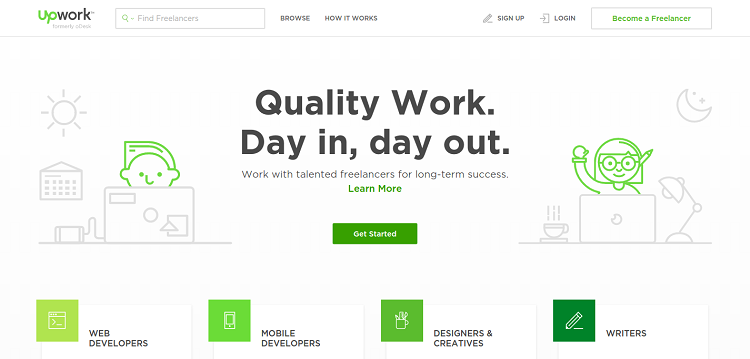 Upwork™
formerly oDesk
Find Freelancers
BROWSE
HOW IT WORKS
SIGN UP
LOGIN
Become a Freelancer
Quality Work.
Day in, day out.
Work with talented freelancers for long-term success.
Learn More
Get Started
WEB
DEVELOPERS
MOBILE
DEVELOPERS
DESIGNERS &
CREATIVES
WRITERS